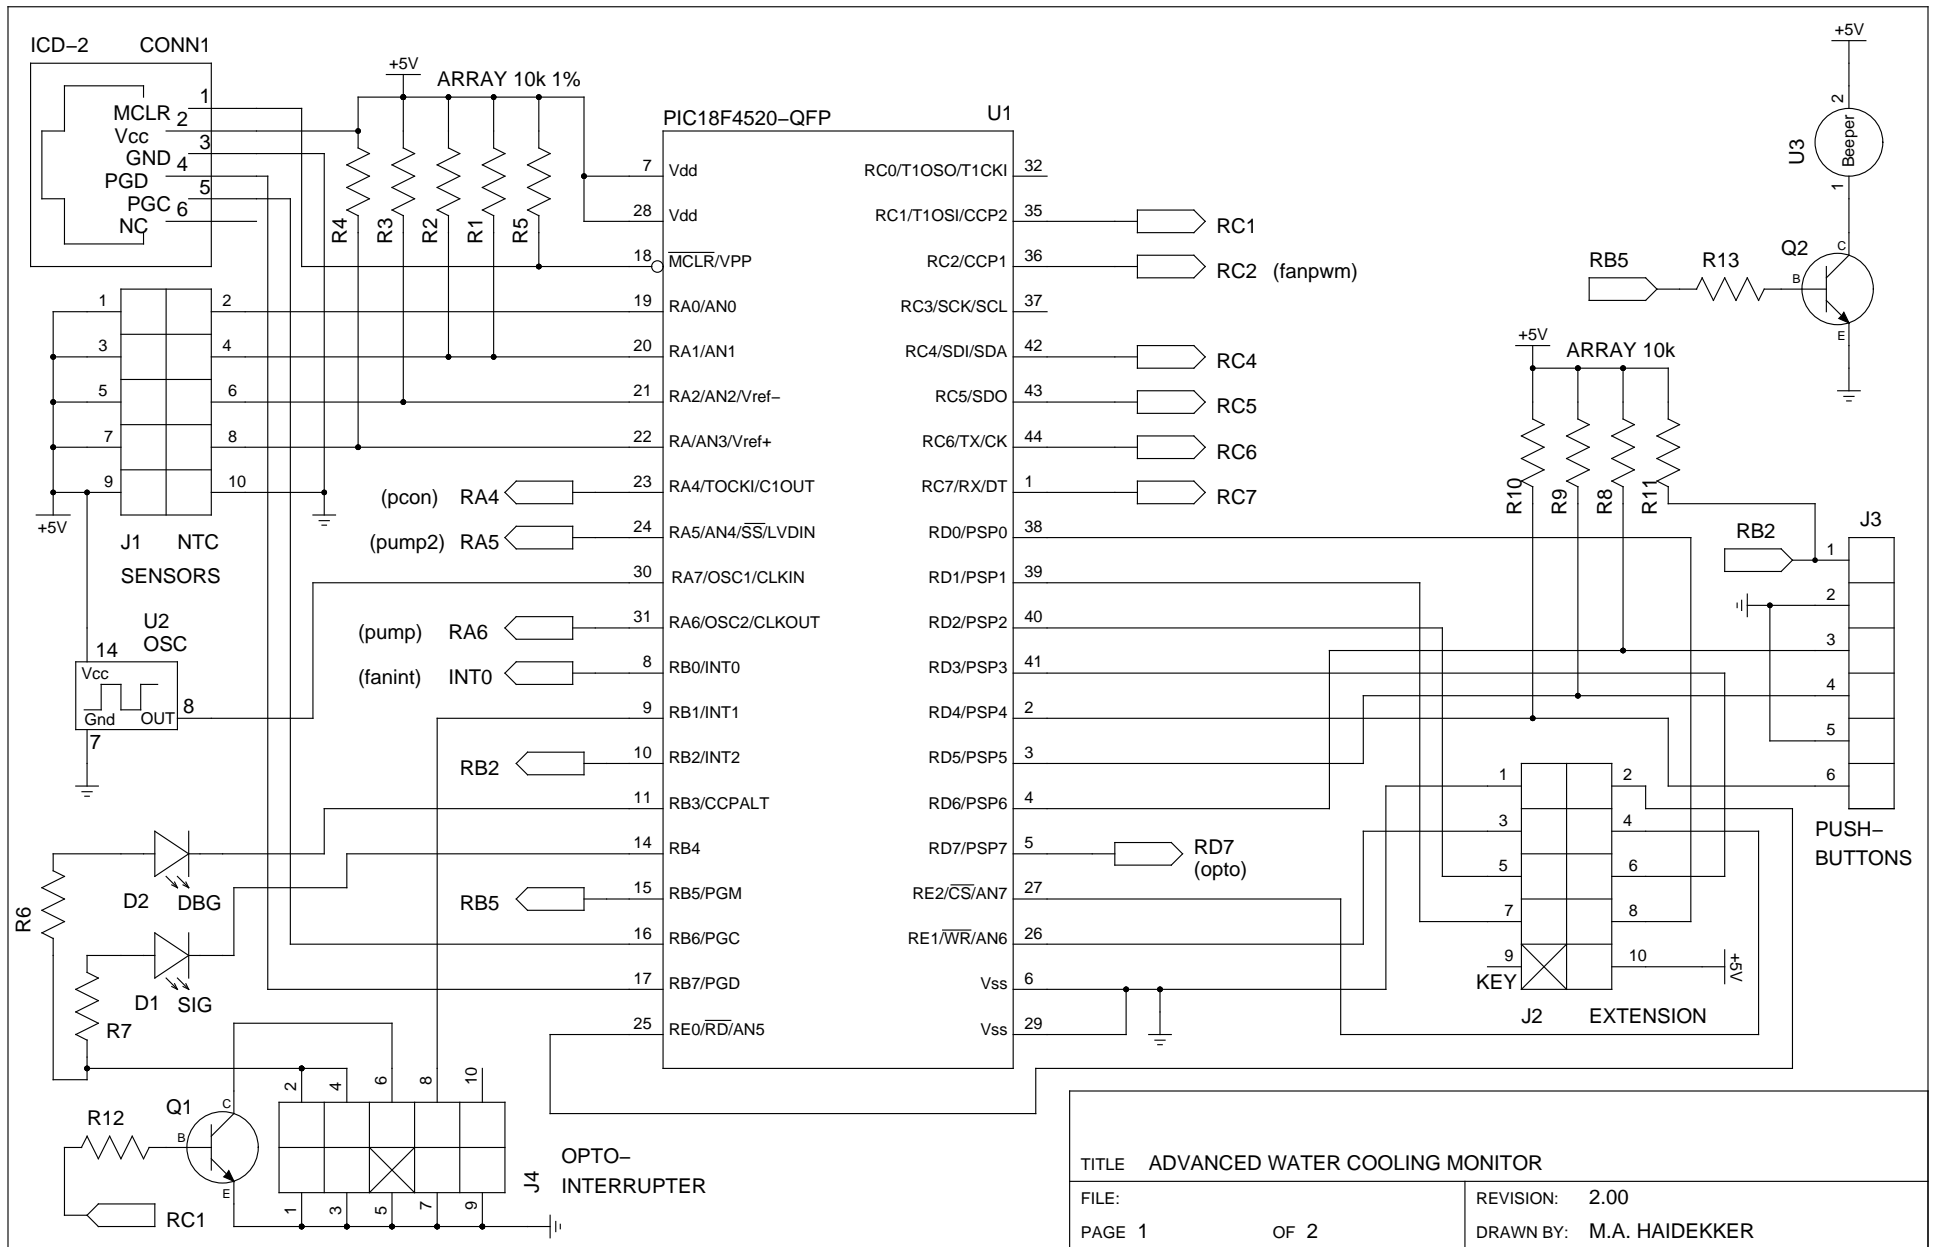 ICD−2 CONN1
MCLR 1
Vcc 2
GND 3
PGD 4
PGC 5
NC 6
+5V
ARRAY 10k 1%
R4 R3 R2 R1 R5
PIC18F4520−QFP U1
7 Vdd
28 Vdd
18 MCLR/VPP
19 RA0/AN0
20 RA1/AN1
21 RA2/AN2/Vref−
22 RA/AN3/Vref+
23 RA4/TOCKI/C1OUT
24 RA5/AN4/SS/LVDIN
30 RA7/OSC1/CLKIN
31 RA6/OSC2/CLKOUT
8 RB0/INT0
9 RB1/INT1
10 RB2/INT2
11 RB3/CCPALT
14 RB4
15 RB5/PGM
16 RB6/PGC
17 RB7/PGD
25 RE0/RD/AN5
RC0/T1OSO/T1CKI 32
RC1/T1OSI/CCP2 35
RC2/CCP1 36
RC3/SCK/SCL 37
RC4/SDI/SDA 42
RC5/SDO 43
RC6/TX/CK 44
RC7/RX/DT 1
RD0/PSP0 38
RD1/PSP1 39
RD2/PSP2 40
RD3/PSP3 41
RD4/PSP4 2
RD5/PSP5 3
RD6/PSP6 4
RD7/PSP7 5
RE2/CS/AN7 27
RE1/WR/AN6 26
Vss 6
Vss 29
RC1
RC2 (fanpwm)
RC4
RC5
RC6
RC7
RD7
(opto)
1 2
3 4
5 6
7 8
9 10
+5V
J1 NTC
SENSORS
(pcon) RA4
(pump2) RA5
(pump) RA6
(fanint) INT0
RB2
RB5
U2
OSC
14
Vcc
Gnd OUT 8
7
D2 DBG
R6
D1 SIG
R7
R12 Q1
C
B
E
RC1
2 4 6 8 10
1 3 5 7 9
J4
OPTO−
INTERRUPTER
+5V
2
Beeper
U3
1
Q2
C
B
E
RB5 R13
+5V
ARRAY 10k
R10 R9 R8 R11
RB2
J3
1
2
3
4
5
6
PUSH−
BUTTONS
1 2
3 4
5 6
7 8
9 10
KEY
+5V
J2 EXTENSION
TITLE ADVANCED WATER COOLING MONITOR
FILE: REVISION: 2.00
PAGE 1 OF 2 DRAWN BY: M.A. HAIDEKKER